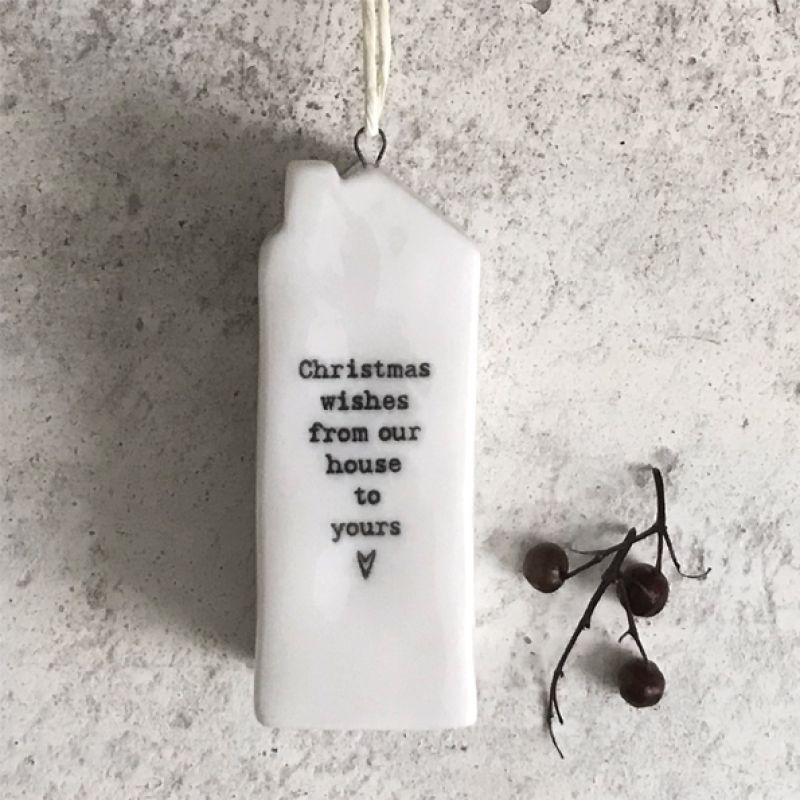 Christmas
wishes
from our
house
to
yours